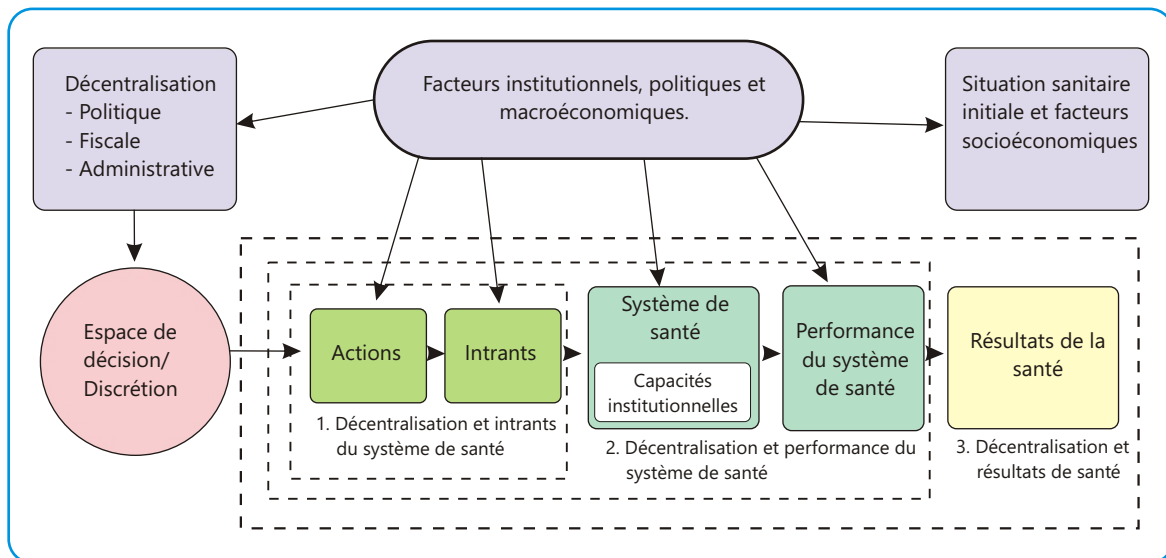 Décentralisation
- Politique
- Fiscale
- Administrative
Facteurs institutionnels, politiques et
macroéconomiques.
Situation sanitaire
initiale et facteurs
socioéconomiques
Espace de
décision/
Discrétion
Actions
Intrants
Système de
santé
Capacités
institutionnelles
Performance
du système
de santé
Résultats de la
santé
1. Décentralisation et intrants
du système de santé
2. Décentralisation et performance du
système de santé
3. Décentralisation et
résultats de santé